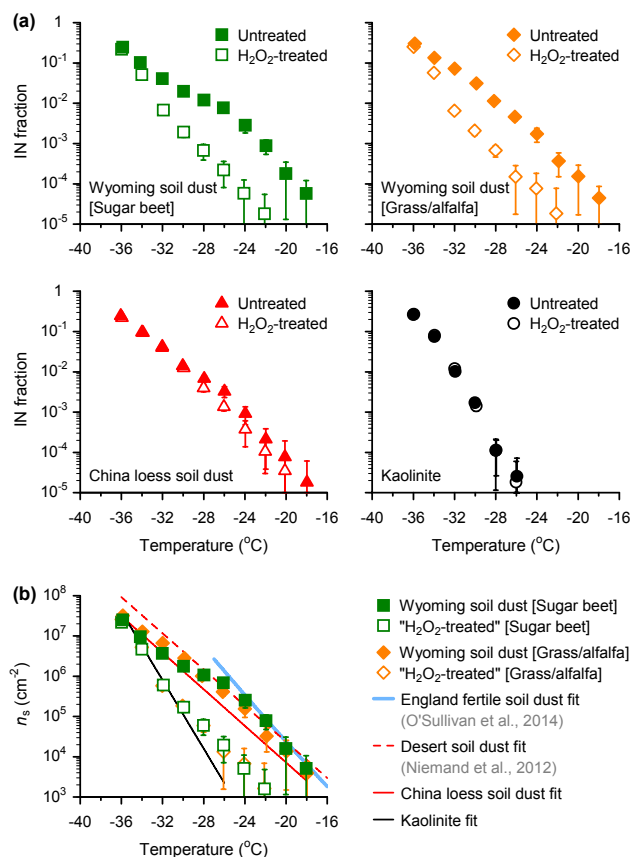 (a)
IN fraction
10⁰
10⁻¹
10⁻²
10⁻³
10⁻⁴
10⁻⁵
Untreated
H₂O₂-treated
Wyoming soil dust
[Sugar beet]
-40 -36 -32 -28 -24 -20 -16
Untreated
H₂O₂-treated
Wyoming soil dust
[Grass/alfalfa]
-40 -36 -32 -28 -24 -20 -16
IN fraction
10⁰
10⁻¹
10⁻²
10⁻³
10⁻⁴
10⁻⁵
Untreated
H₂O₂-treated
China loess soil dust
-40 -36 -32 -28 -24 -20 -16
Temperature (°C)
Untreated
H₂O₂-treated
Kaolinite
-40 -36 -32 -28 -24 -20 -16
Temperature (°C)
(b)
nₛ (cm⁻²)
10⁸
10⁷
10⁶
10⁵
10⁴
10³
-40 -36 -32 -28 -24 -20 -16
Temperature (°C)
Wyoming soil dust [Sugar beet]
"H₂O₂-treated" [Sugar beet]
Wyoming soil dust [Grass/alfalfa]
"H₂O₂-treated" [Grass/alfalfa]
England fertile soil dust fit
(O'Sullivan et al., 2014)
Desert soil dust fit
(Niemand et al., 2012)
China loess soil dust fit
Kaolinite fit